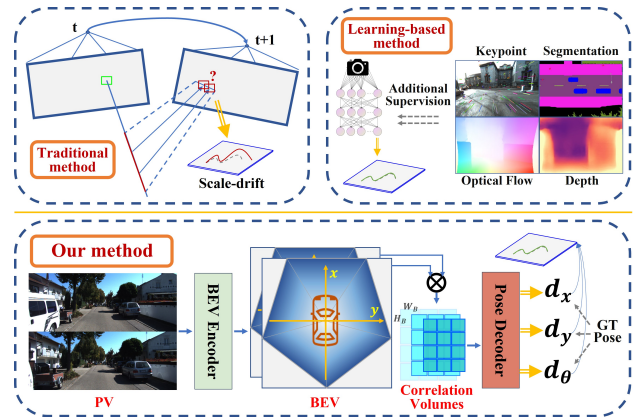 t
t+1
?
Traditional
method
Scale-drift
Learning-based
method
Additional
Supervision
Keypoint
Segmentation
Optical Flow
Depth
Our method
PV
BEV Encoder
x
y
BEV
W_B
H_B
Correlation
Volumes
Pose Decoder
d_x
d_y
d_θ
GT
Pose